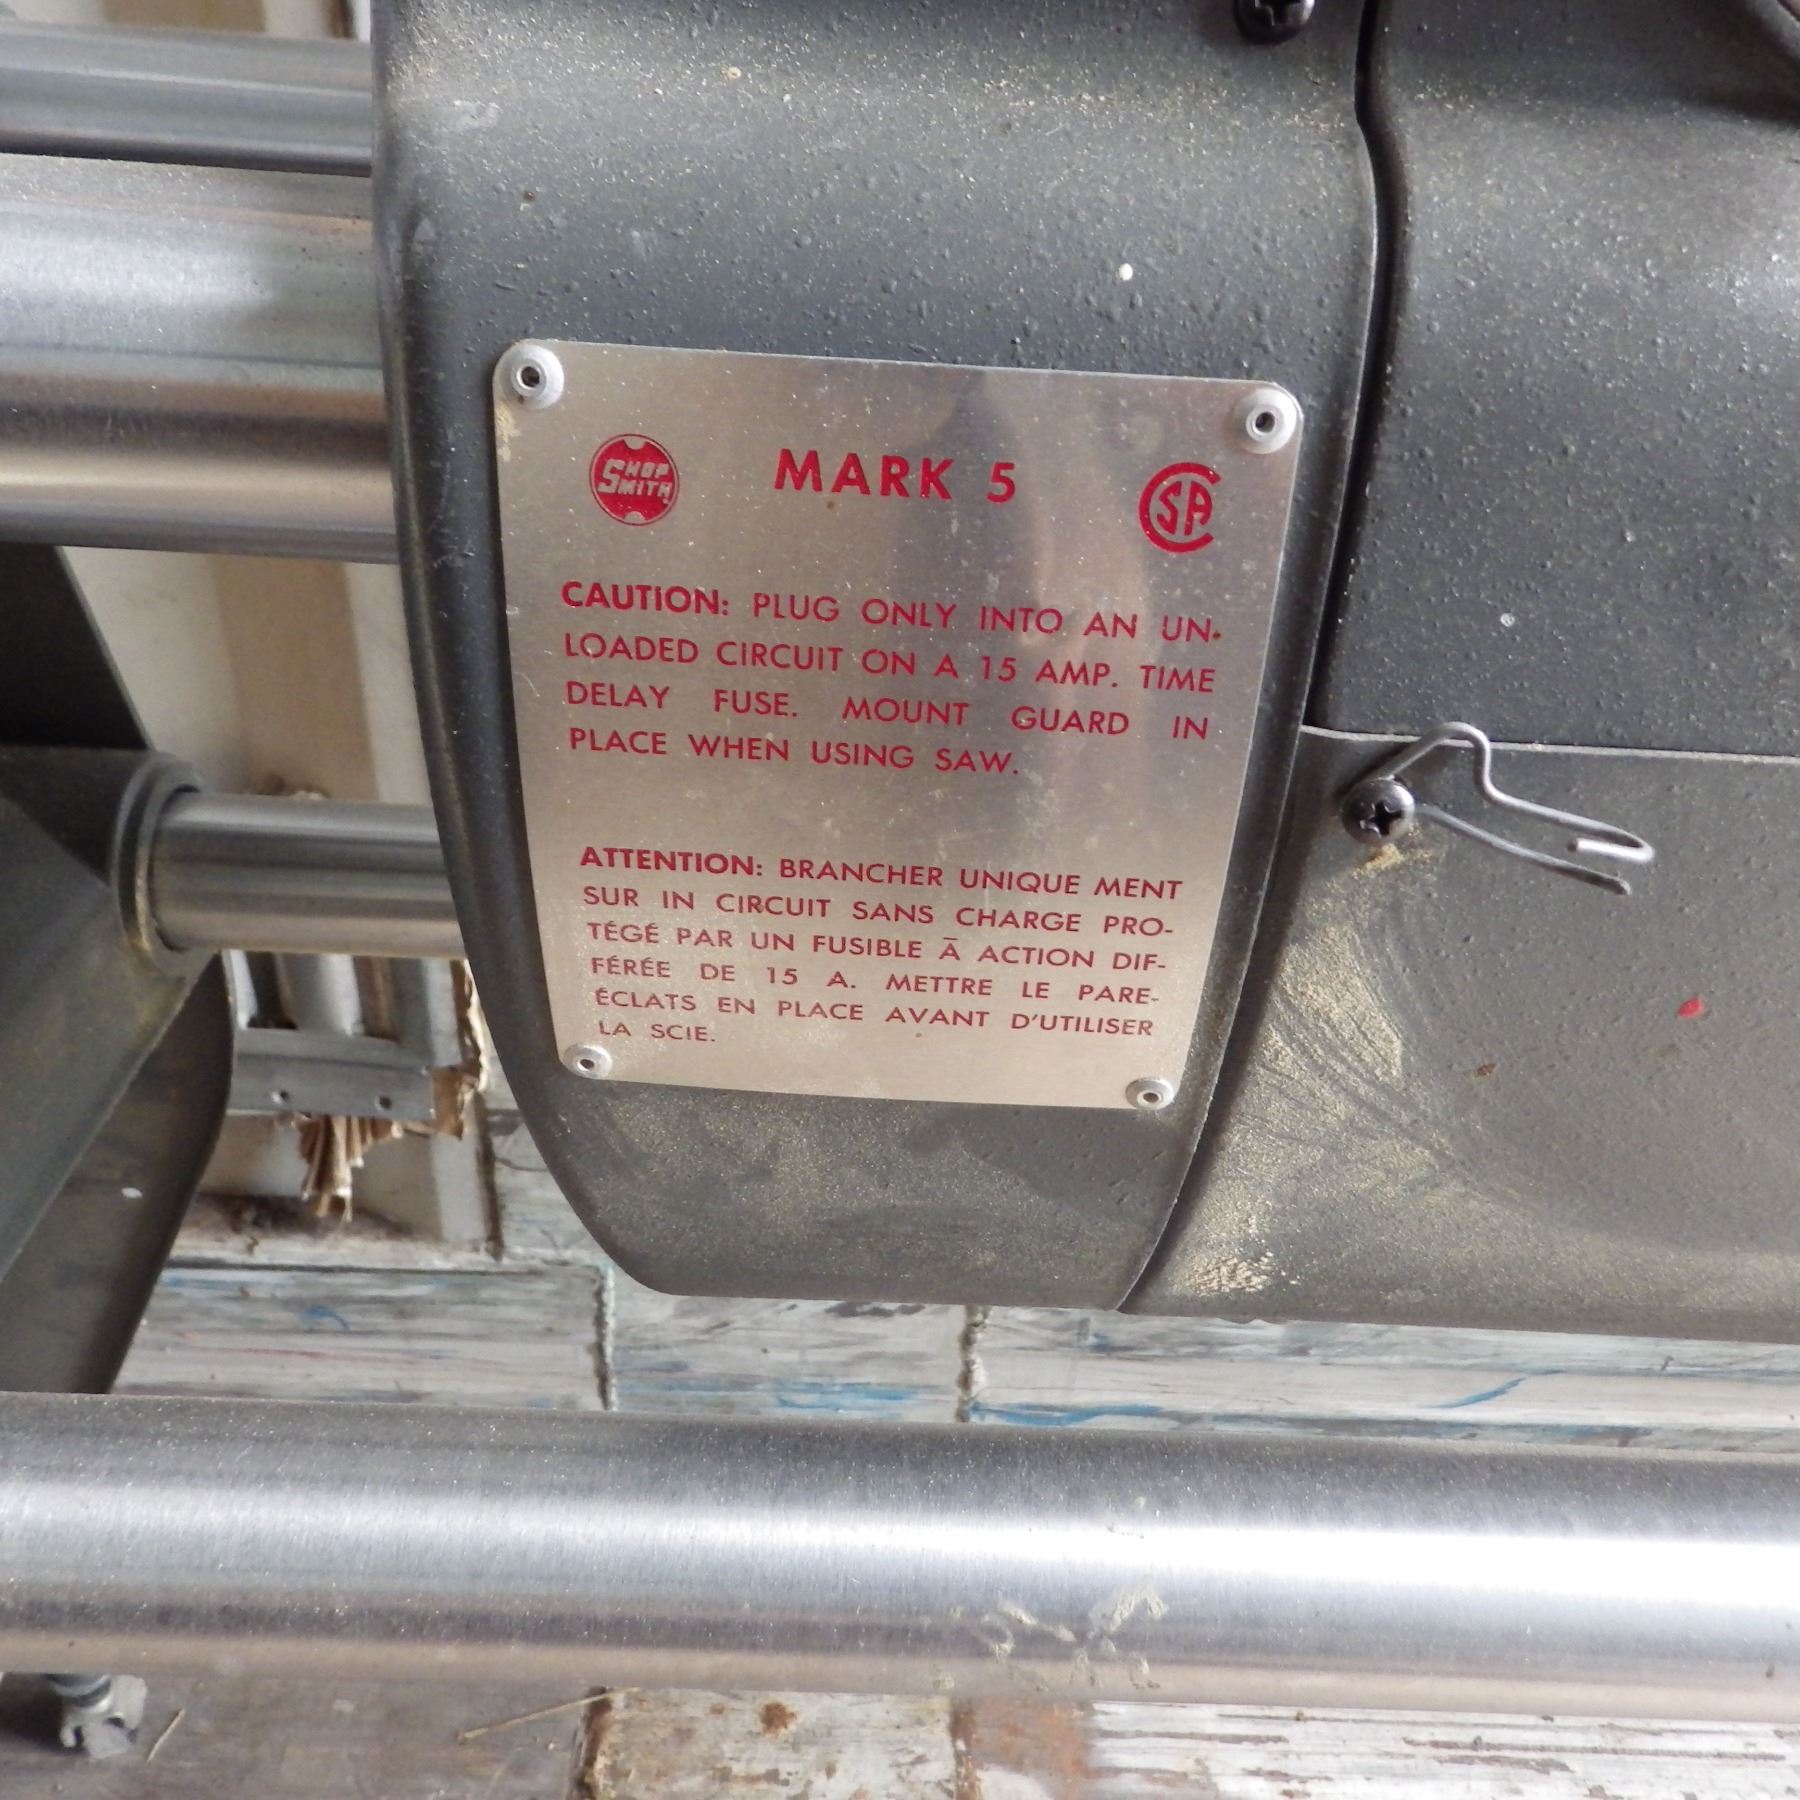 SHOP
SMITH
MARK 5
CSA
CAUTION: PLUG ONLY INTO AN UN-
LOADED CIRCUIT ON A 15 AMP. TIME
DELAY FUSE. MOUNT GUARD IN
PLACE WHEN USING SAW.
ATTENTION: BRANCHER UNIQUE MENT
SUR IN CIRCUIT SANS CHARGE PRO-
TÉGÉ PAR UN FUSIBLE Ā ACTION DIF-
FÉRÉE DE 15 A. METTRE LE PARE-
ÉCLATS EN PLACE AVANT D'UTILISER
LA SCIE.